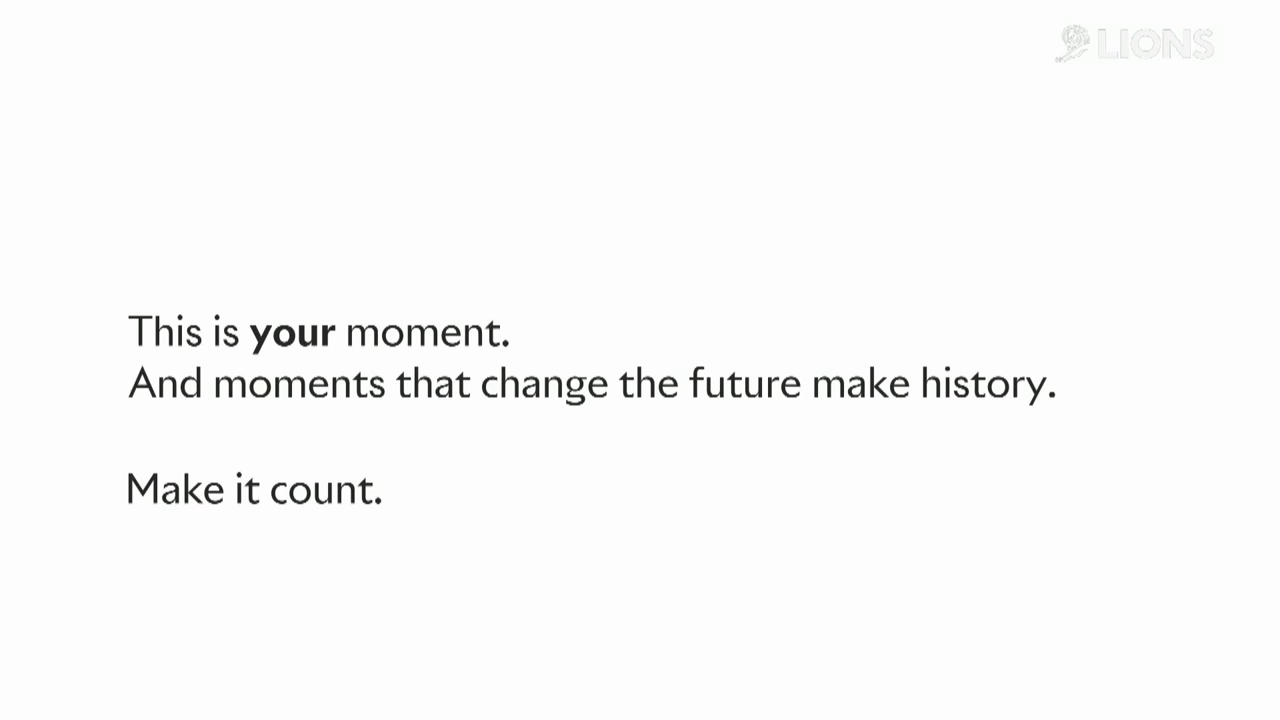 LIONS
This is your moment.
And moments that change the future make history.
Make it count.